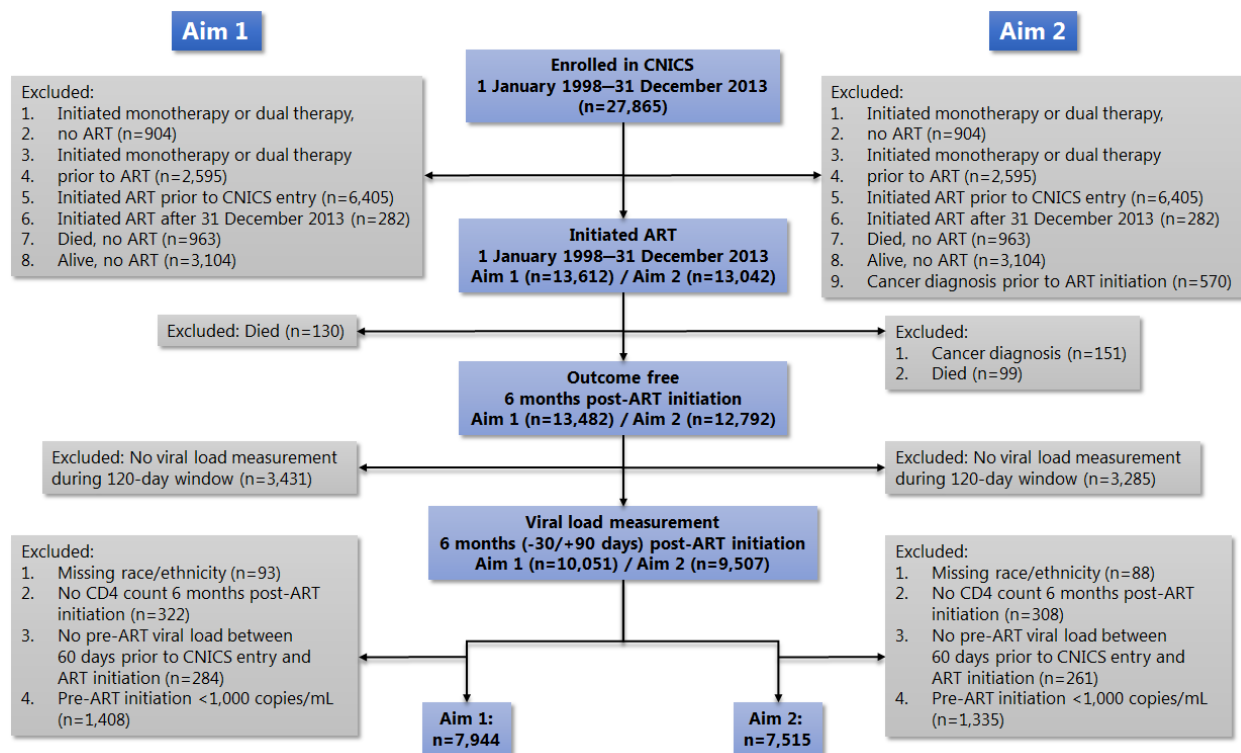 Aim 1
Aim 2
Enrolled in CNICS
1 January 1998—31 December 2013
(n=27,865)
Excluded:
1. Initiated monotherapy or dual therapy,
2. no ART (n=904)
3. Initiated monotherapy or dual therapy
4. prior to ART (n=2,595)
5. Initiated ART prior to CNICS entry (n=6,405)
6. Initiated ART after 31 December 2013 (n=282)
7. Died, no ART (n=963)
8. Alive, no ART (n=3,104)
Excluded:
1. Initiated monotherapy or dual therapy,
2. no ART (n=904)
3. Initiated monotherapy or dual therapy
4. prior to ART (n=2,595)
5. Initiated ART prior to CNICS entry (n=6,405)
6. Initiated ART after 31 December 2013 (n=282)
7. Died, no ART (n=963)
8. Alive, no ART (n=3,104)
9. Cancer diagnosis prior to ART initiation (n=570)
Initiated ART
1 January 1998—31 December 2013
Aim 1 (n=13,612) / Aim 2 (n=13,042)
Excluded: Died (n=130)
Excluded:
1. Cancer diagnosis (n=151)
2. Died (n=99)
Outcome free
6 months post-ART initiation
Aim 1 (n=13,482) / Aim 2 (n=12,792)
Excluded: No viral load measurement
during 120-day window (n=3,431)
Excluded: No viral load measurement
during 120-day window (n=3,285)
Viral load measurement
6 months (-30/+90 days) post-ART initiation
Aim 1 (n=10,051) / Aim 2 (n=9,507)
Excluded:
1. Missing race/ethnicity (n=93)
2. No CD4 count 6 months post-ART
initiation (n=322)
3. No pre-ART viral load between
60 days prior to CNICS entry and
ART initiation (n=284)
4. Pre-ART initiation <1,000 copies/mL
(n=1,408)
Excluded:
1. Missing race/ethnicity (n=88)
2. No CD4 count 6 months post-ART
initiation (n=308)
3. No pre-ART viral load between
60 days prior to CNICS entry and
ART initiation (n=261)
4. Pre-ART initiation <1,000 copies/mL
(n=1,335)
Aim 1:
n=7,944
Aim 2:
n=7,515